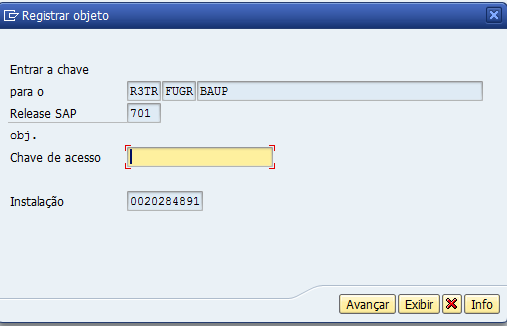 Registrar objeto
Entrar a chave
para o R3TR FUGR BAUP
Release SAP 701
obj.
Chave de acesso
Instalação 0020284891
Avançar Exibir Info